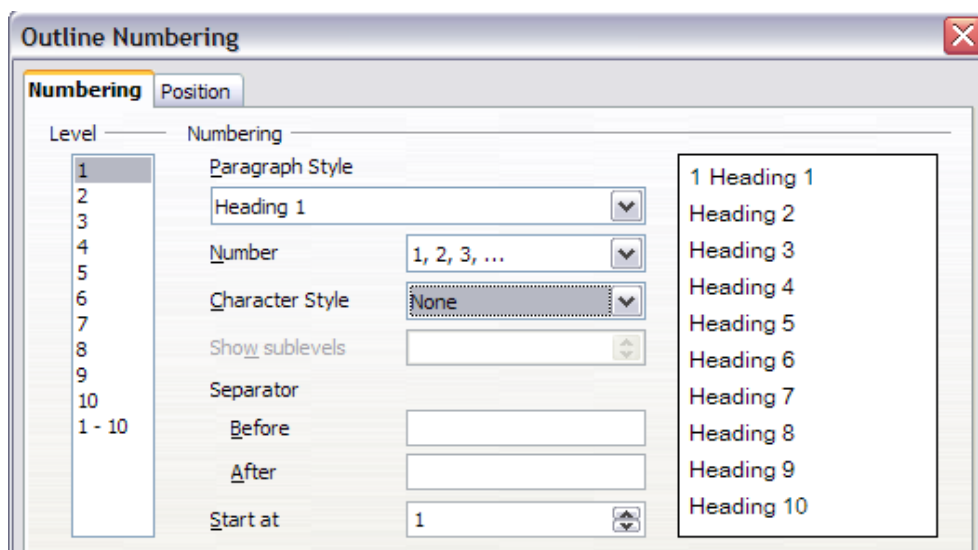 Outline Numbering
Numbering Position
Level Numbering
1
2
3
4
5
6
7
8
9
10
1 - 10
Paragraph Style
Heading 1
Number 1, 2, 3, ...
Character Style None
Show sublevels
Separator
Before
After
Start at 1
1 Heading 1
Heading 2
Heading 3
Heading 4
Heading 5
Heading 6
Heading 7
Heading 8
Heading 9
Heading 10